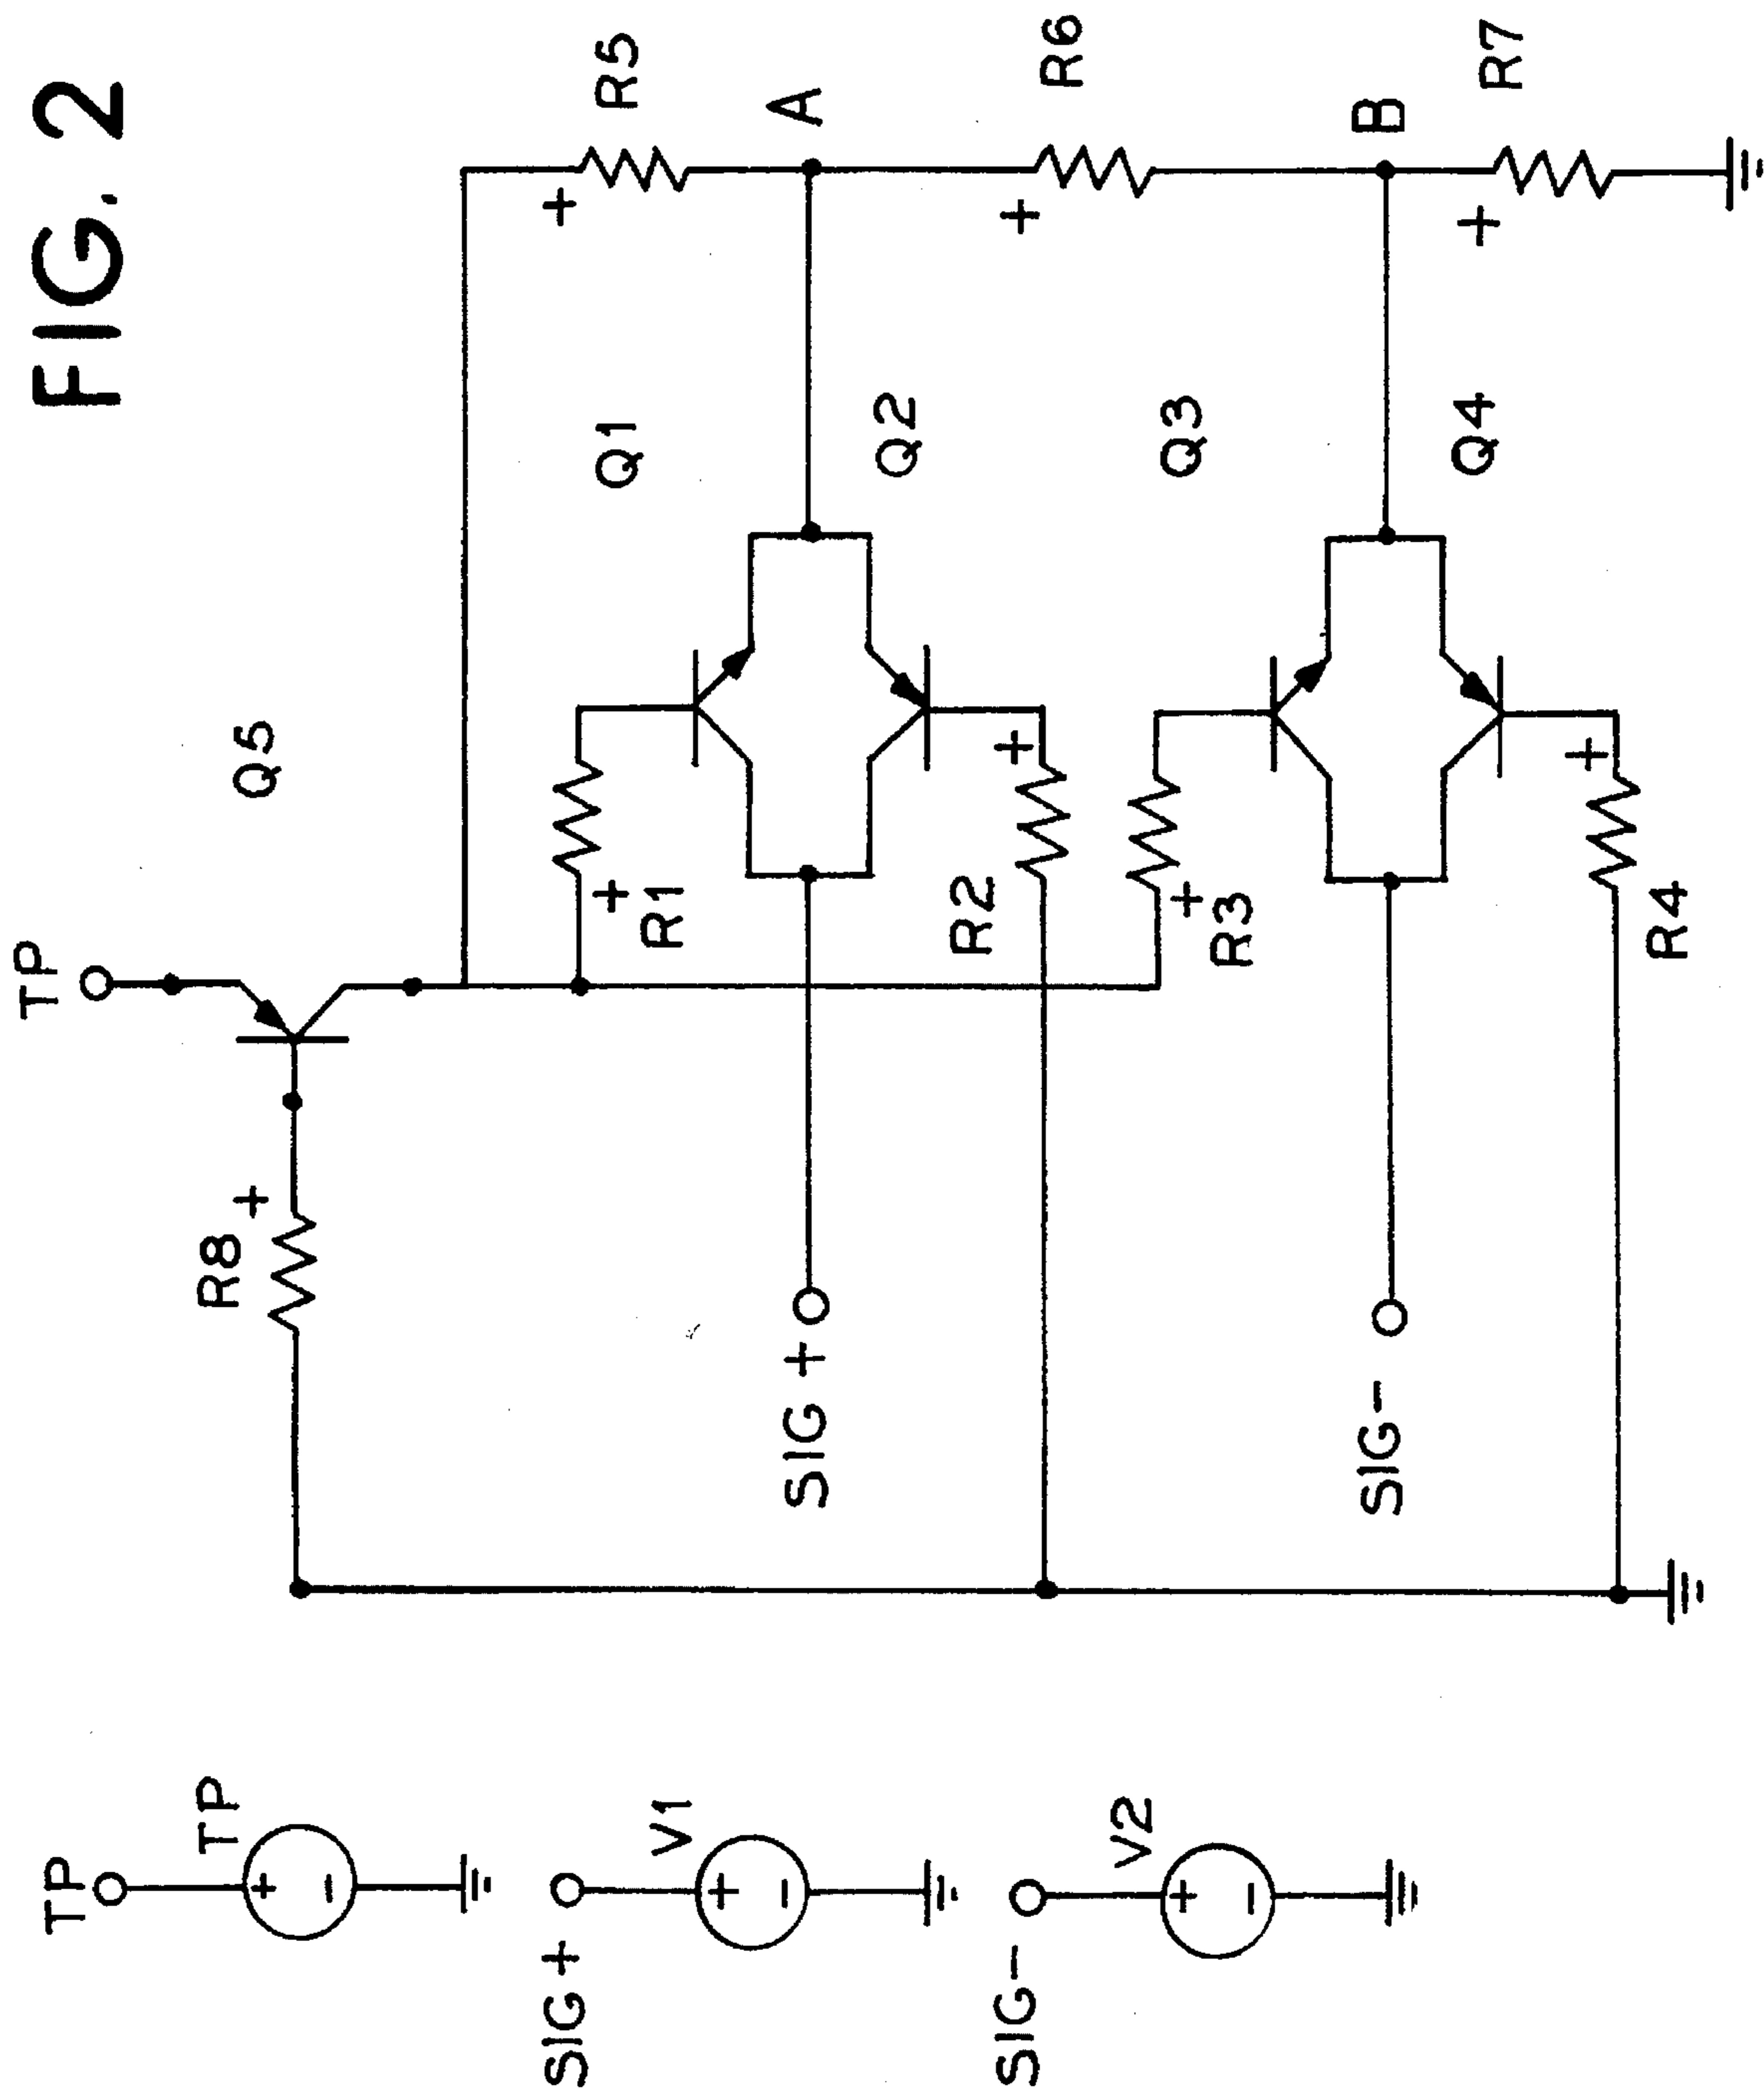 FIG. 2
TP
Q5
R8 +
+ R5
Q1
A
+ R1
SIG +
Q2
+ R6
R2 +
Q3
B
+ R3
SIG -
Q4
+ R7
R4 +
TP
TP
+ -
SIG +
V1
+ -
SIG -
V2
+ -